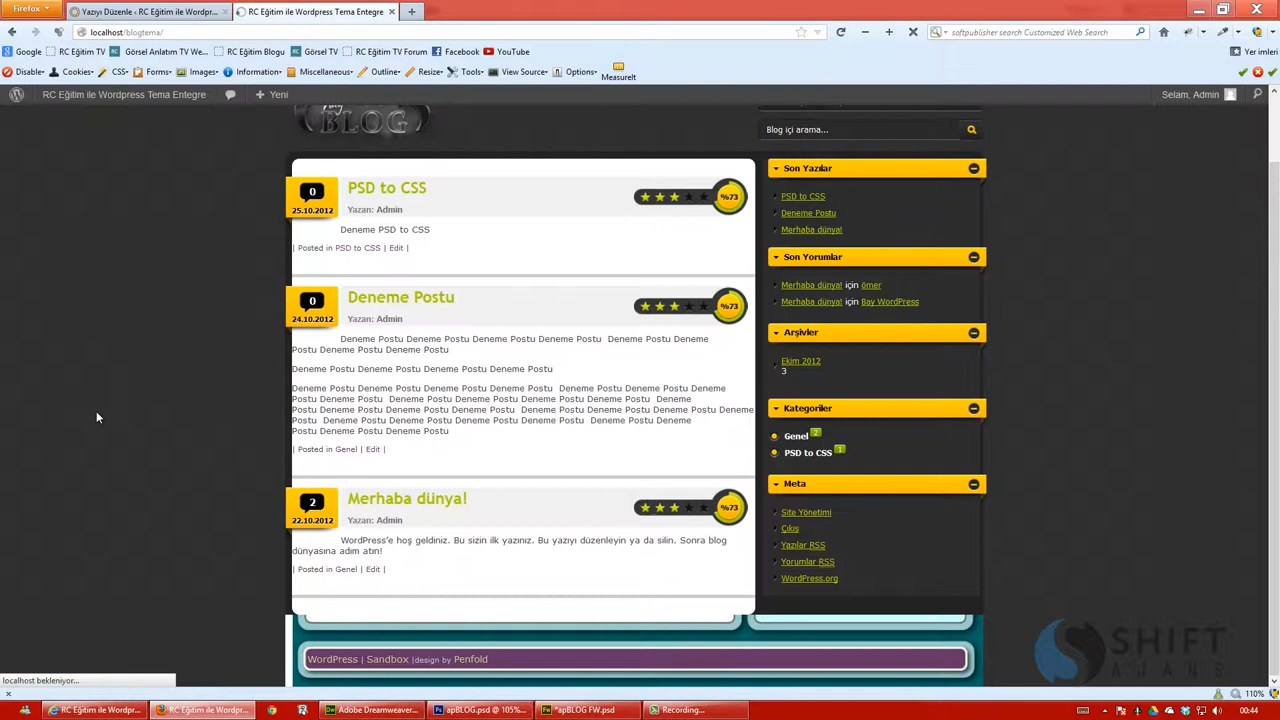 Firefox
Yazıyı Düzenle ‹ RC Eğitim ile Wordpr...
RC Eğitim ile Wordpress Tema Entegre
localhost/blogtema/
softpublisher search Customized Web Search
Google
RC Eğitim TV
Görsel Anlatım TV We...
RC Eğitim Blogu
Görsel TV
RC Eğitim TV Forum
Facebook
YouTube
Yer imleri
Disable
Cookies
CSS
Forms
Images
Information
Miscellaneous
Outline
Resize
Tools
View Source
Options
MeasureIt
RC Eğitim ile Wordpress Tema Entegre
Yeni
Selam, Admin
BLOG
Blog içi arama...
0
25.10.2012
PSD to CSS
Yazan: Admin
%73
Deneme PSD to CSS
| Posted in PSD to CSS | Edit |
0
24.10.2012
Deneme Postu
Yazan: Admin
%73
Deneme Postu Deneme Postu Deneme Postu Deneme Postu  Deneme Postu Deneme
Postu Deneme Postu Deneme Postu
Deneme Postu Deneme Postu Deneme Postu Deneme Postu
Deneme Postu Deneme Postu Deneme Postu Deneme Postu  Deneme Postu Deneme Postu Deneme
Postu Deneme Postu  Deneme Postu Deneme Postu Deneme Postu Deneme Postu  Deneme
Postu Deneme Postu Deneme Postu Deneme Postu  Deneme Postu Deneme Postu Deneme Postu Deneme
Postu  Deneme Postu Deneme Postu Deneme Postu Deneme Postu  Deneme Postu Deneme
Postu Deneme Postu Deneme Postu
| Posted in Genel | Edit |
2
22.10.2012
Merhaba dünya!
Yazan: Admin
%73
WordPress'e hoş geldiniz. Bu sizin ilk yazınız. Bu yazıyı düzenleyin ya da silin. Sonra blog
dünyasına adım atın!
| Posted in Genel | Edit |
Son Yazılar
PSD to CSS
Deneme Postu
Merhaba dünya!
Son Yorumlar
Merhaba dünya! için ömer
Merhaba dünya! için Bay WordPress
Arşivler
Ekim 2012
3
Kategoriler
Genel 2
PSD to CSS 1
Meta
Site Yönetimi
Çıkış
Yazılar RSS
Yorumlar RSS
WordPress.org
WordPress | Sandbox |design by Penfold
SHIFT
AJANS
localhost bekleniyor...
110%
RC Eğitim ile Wordpr...
RC Eğitim ile Wordpr...
Adobe Dreamweaver...
apBLOG.psd @ 105%...
*apBLOG FW.psd
Recording...
00:44